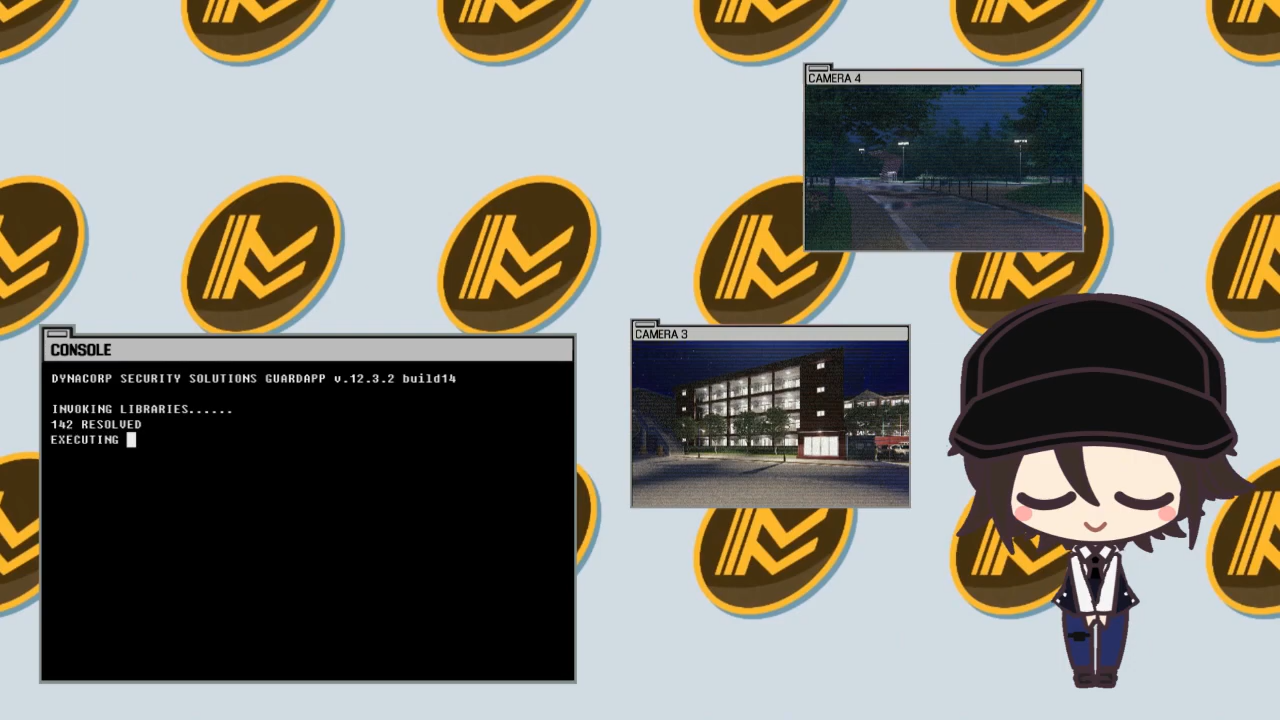 CAMERA 4
CAMERA 3
CONSOLE
DYNACORP SECURITY SOLUTIONS GUARDAPP v.12.3.2 build14
INVOKING LIBRARIES......
142 RESOLVED
EXECUTING